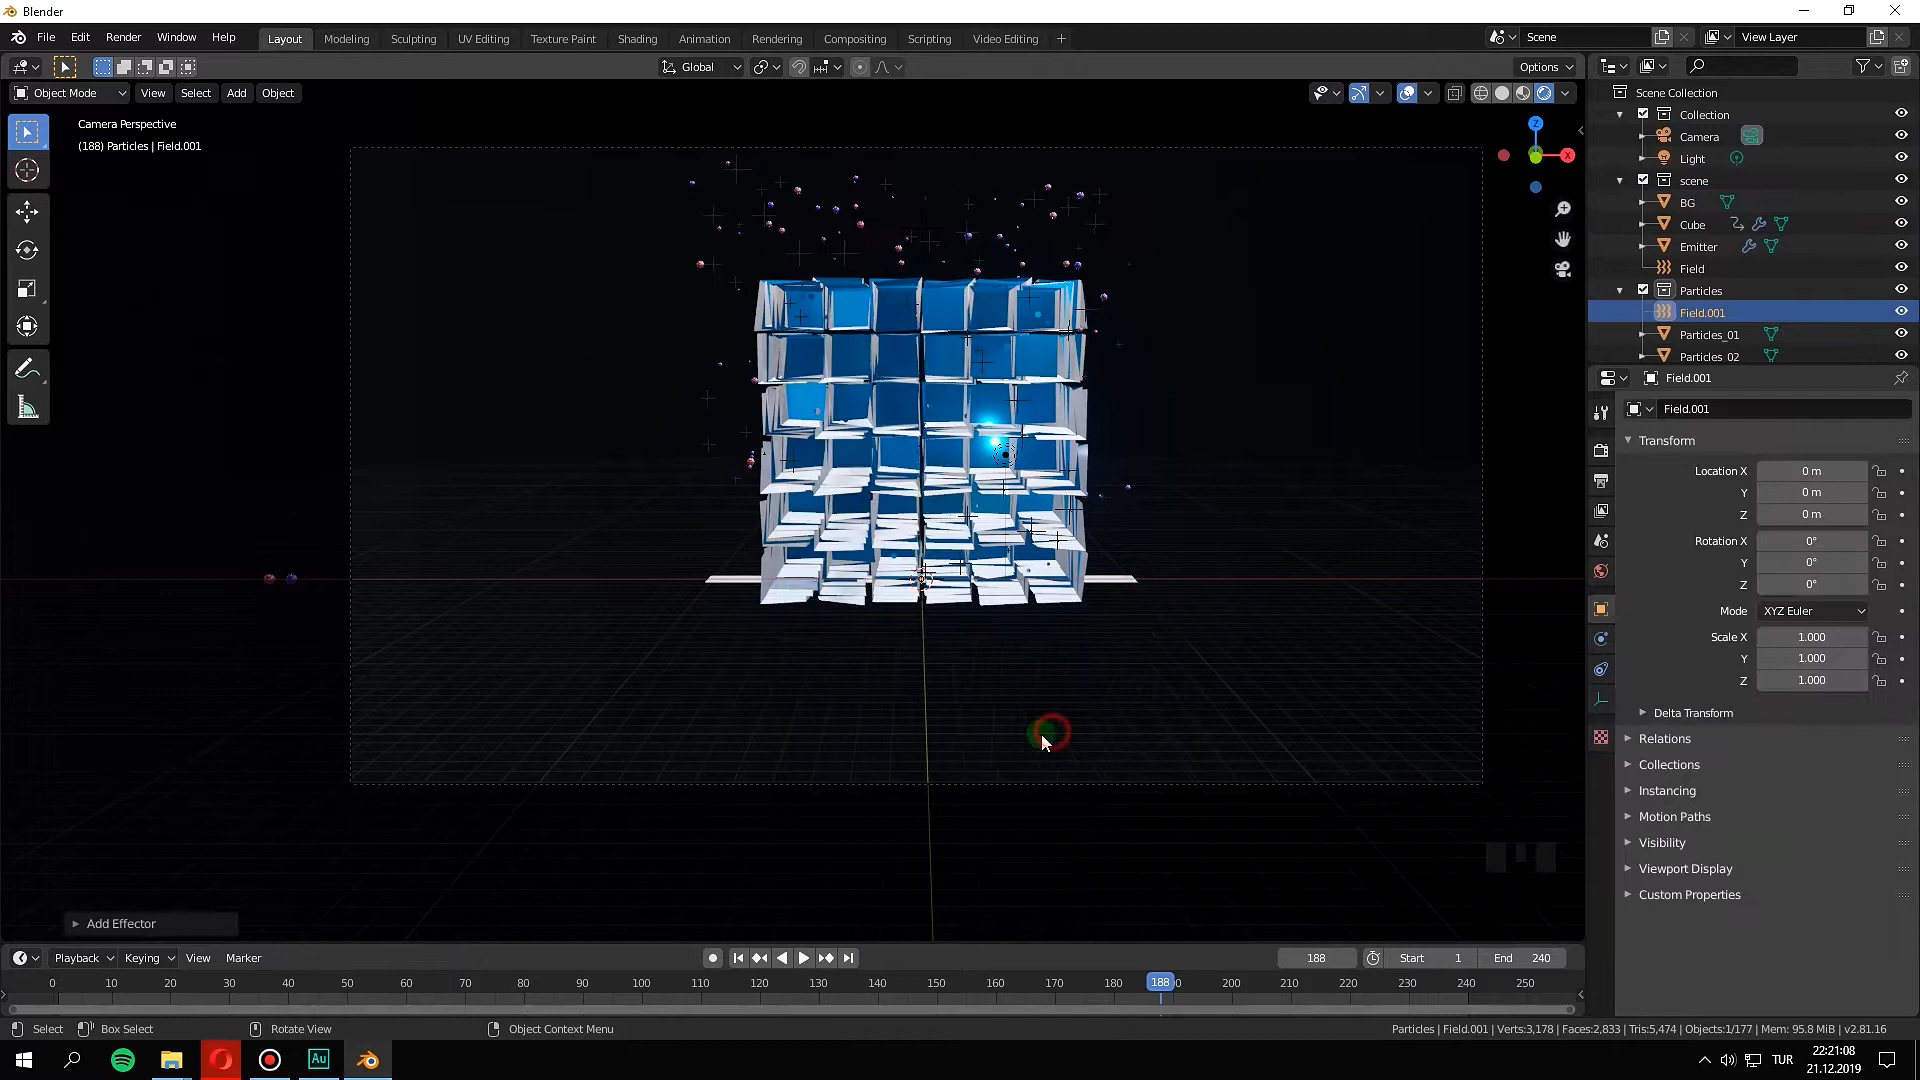 Blender
File Edit Render Window Help
Layout Modeling Sculpting UV Editing Texture Paint Shading Animation Rendering Compositing Scripting Video Editing +
Scene
View Layer
Global
Options
Object Mode View Select Add Object
Camera Perspective
(188) Particles | Field.001
Z
X
Scene Collection
Collection
Camera
Light
scene
BG
Cube
Emitter
Field
Particles
Field.001
Particles_01
Particles_02
Field.001
Field.001
Transform
Location X 0 m
Y 0 m
Z 0 m
Rotation X 0°
Y 0°
Z 0°
Mode XYZ Euler
Scale X 1.000
Y 1.000
Z 1.000
Delta Transform
Relations
Collections
Instancing
Motion Paths
Visibility
Viewport Display
Custom Properties
Add Effector
Playback Keying View Marker
188 Start 1 End 240
0 10 20 30 40 50 60 70 80 90 100 110 120 130 140 150 160 170 180 188 0 200 210 220 230 240 250
Select Box Select Rotate View Object Context Menu
Particles | Field.001 | Verts:3,178 | Faces:2,833 | Tris:5,474 | Objects:1/177 | Mem: 95.8 MiB | v2.81.16
Au
TUR
22:21:08
21.12.2019